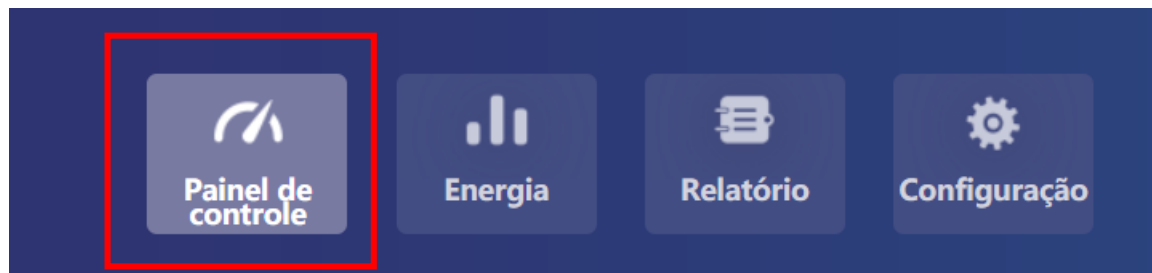 Painel de
controle
Energia
Relatório
Configuração